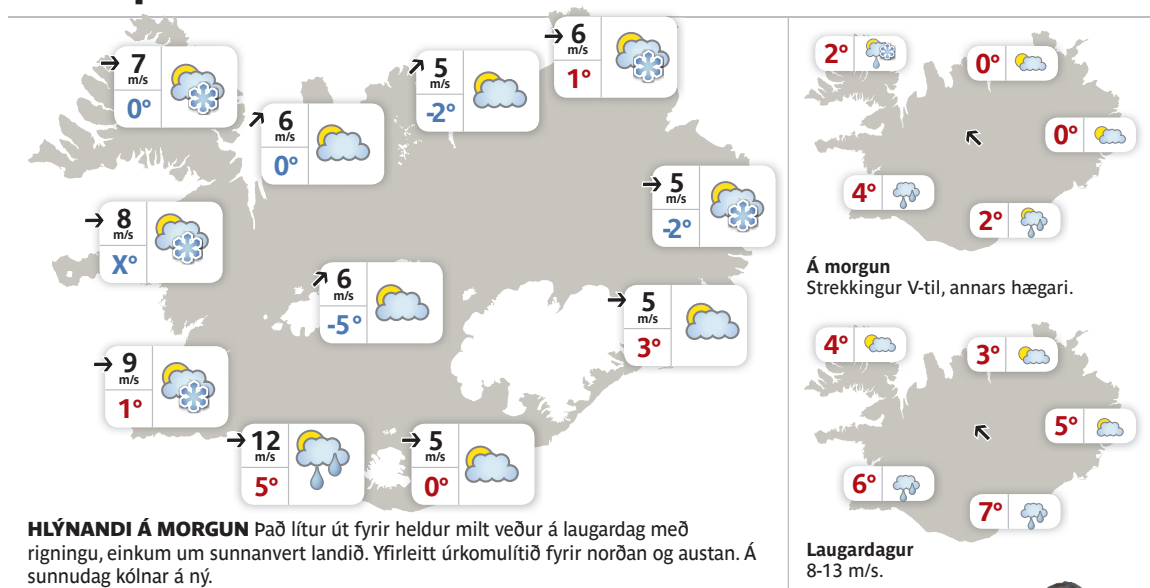 7
m/s
0°
6
m/s
0°
5
m/s
-2°
6
m/s
1°
8
m/s
X°
5
m/s
-2°
6
m/s
-5°
5
m/s
3°
9
m/s
1°
12
m/s
5°
5
m/s
0°
HLÝNANDI Á MORGUN Það lítur út fyrir heldur milt veður á laugardag með
rigningu, einkum um sunnanvert landið. Yfirleitt úrkomulítið fyrir norðan og austan. Á
sunnudag kólnar á ný.
2°
0°
0°
4°
2°
Á morgun
Strekkingur V-til, annars hægari.
4°
3°
5°
6°
7°
Laugardagur
8-13 m/s.